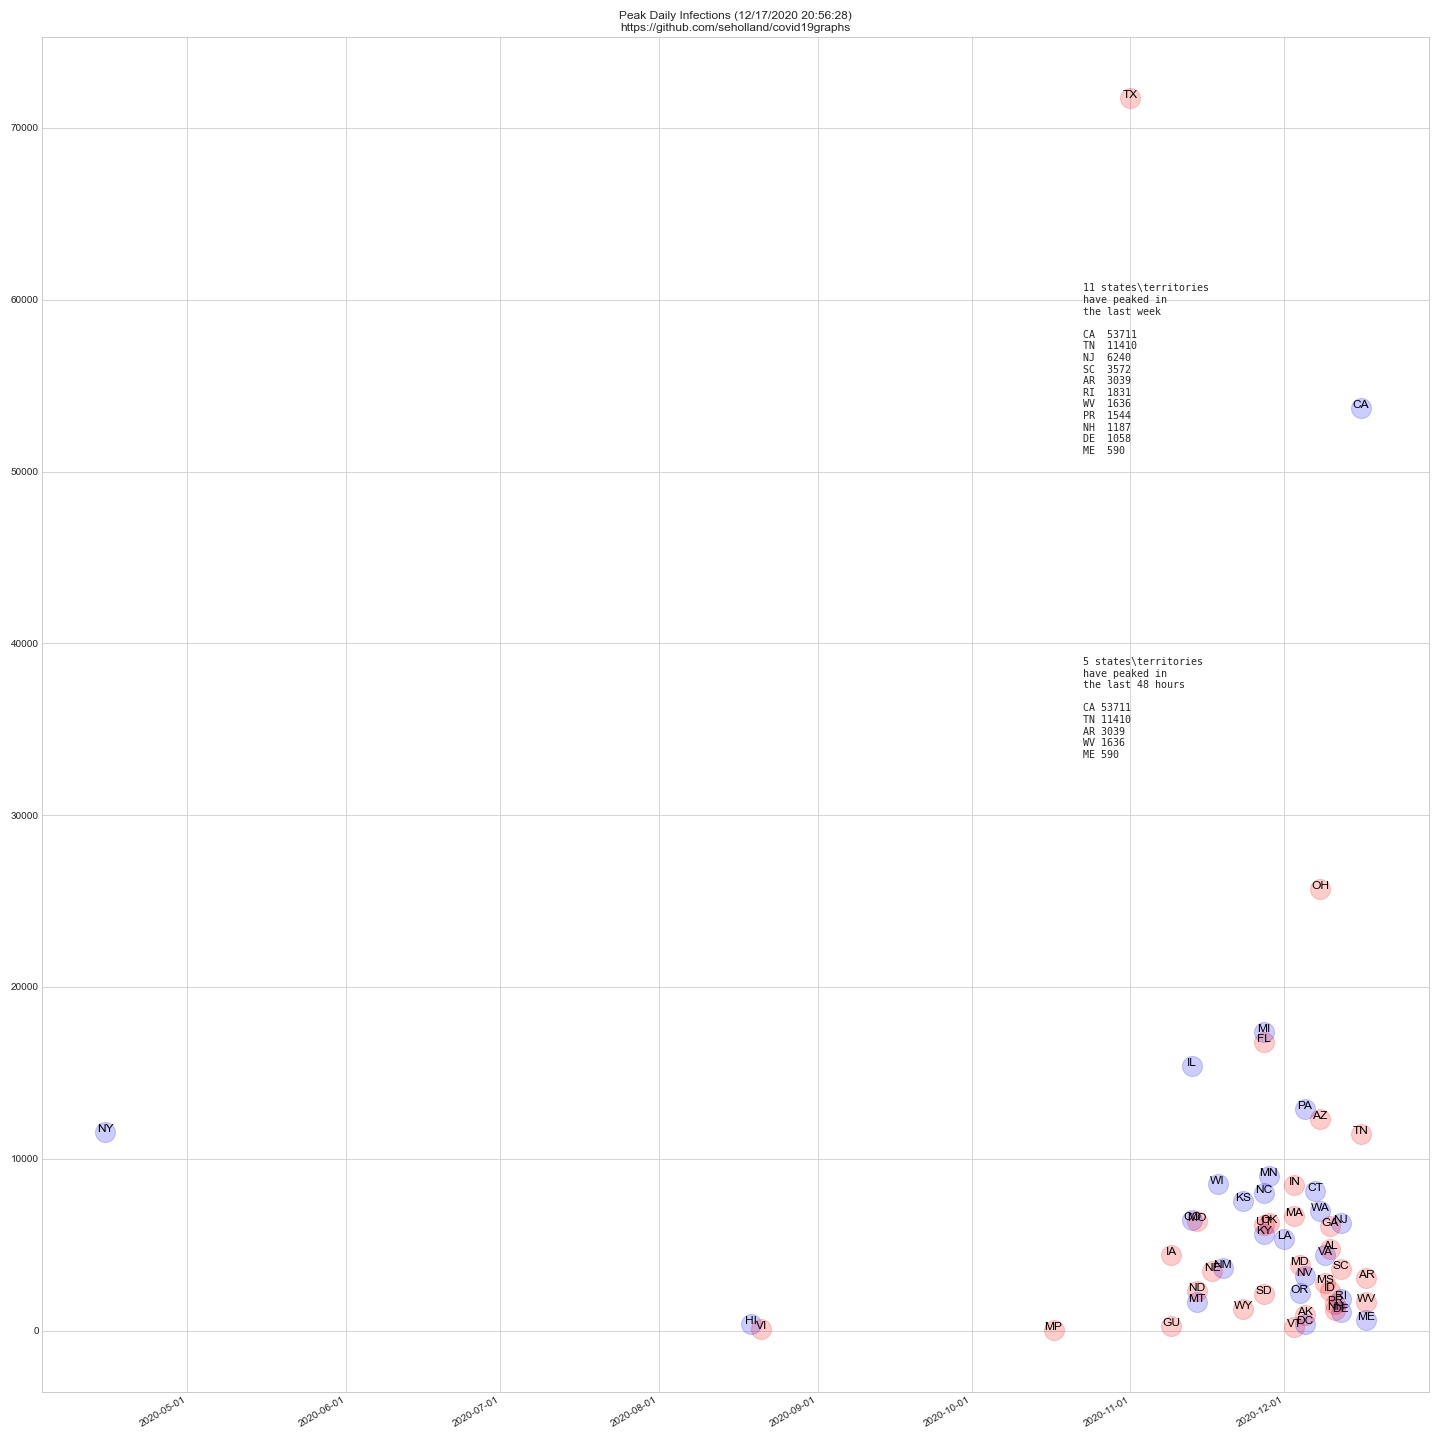 Peak Daily Infections (12/17/2020 20:56:28)
https://github.com/seholland/covid19graphs
TX
70000
11 states\territories
60000
have peaked in
the last week
CA  53711
TN  11410
NJ  6240
SC  3572
AR  3039
RI  1831
WV  1636
PR  1544
NH  1187
DE  1058
ME  590
CA
50000
40000
5 states\territories
have peaked in
the last 48 hours
CA 53711
TN 11410
AR 3039
WV 1636
ME 590
30000
OH
20000
MI
FL
IL
PA
AZ
NY
TN
10000
MN
IN
WI
NC
CT
KS
WA
MA
CO
MO
UT
OK
GA
NJ
KY
LA
AL
VA
IA
MD
NE
NM
SC
NV
AR
MS
ND
SD
OR
ID
MT
RI
WV
PR
WY
NH
DE
AK
HI
VI
MP
GU
VT
DC
ME
0
2020-05-01
2020-06-01
2020-07-01
2020-08-01
2020-09-01
2020-10-01
2020-11-01
2020-12-01